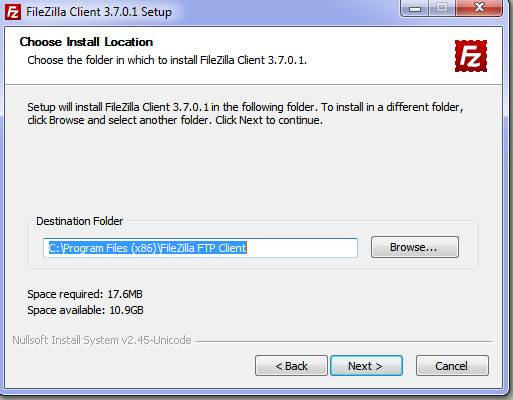 FileZilla Client 3.7.0.1 Setup
Choose Install Location
Choose the folder in which to install FileZilla Client 3.7.0.1.
FZ
Setup will install FileZilla Client 3.7.0.1 in the following folder. To install in a different folder,
click Browse and select another folder. Click Next to continue.
Destination Folder
C:\Program Files (x86)\FileZilla FTP Client
Browse...
Space required: 17.6MB
Space available: 10.9GB
Nullsoft Install System v2.45-Unicode
< Back
Next >
Cancel